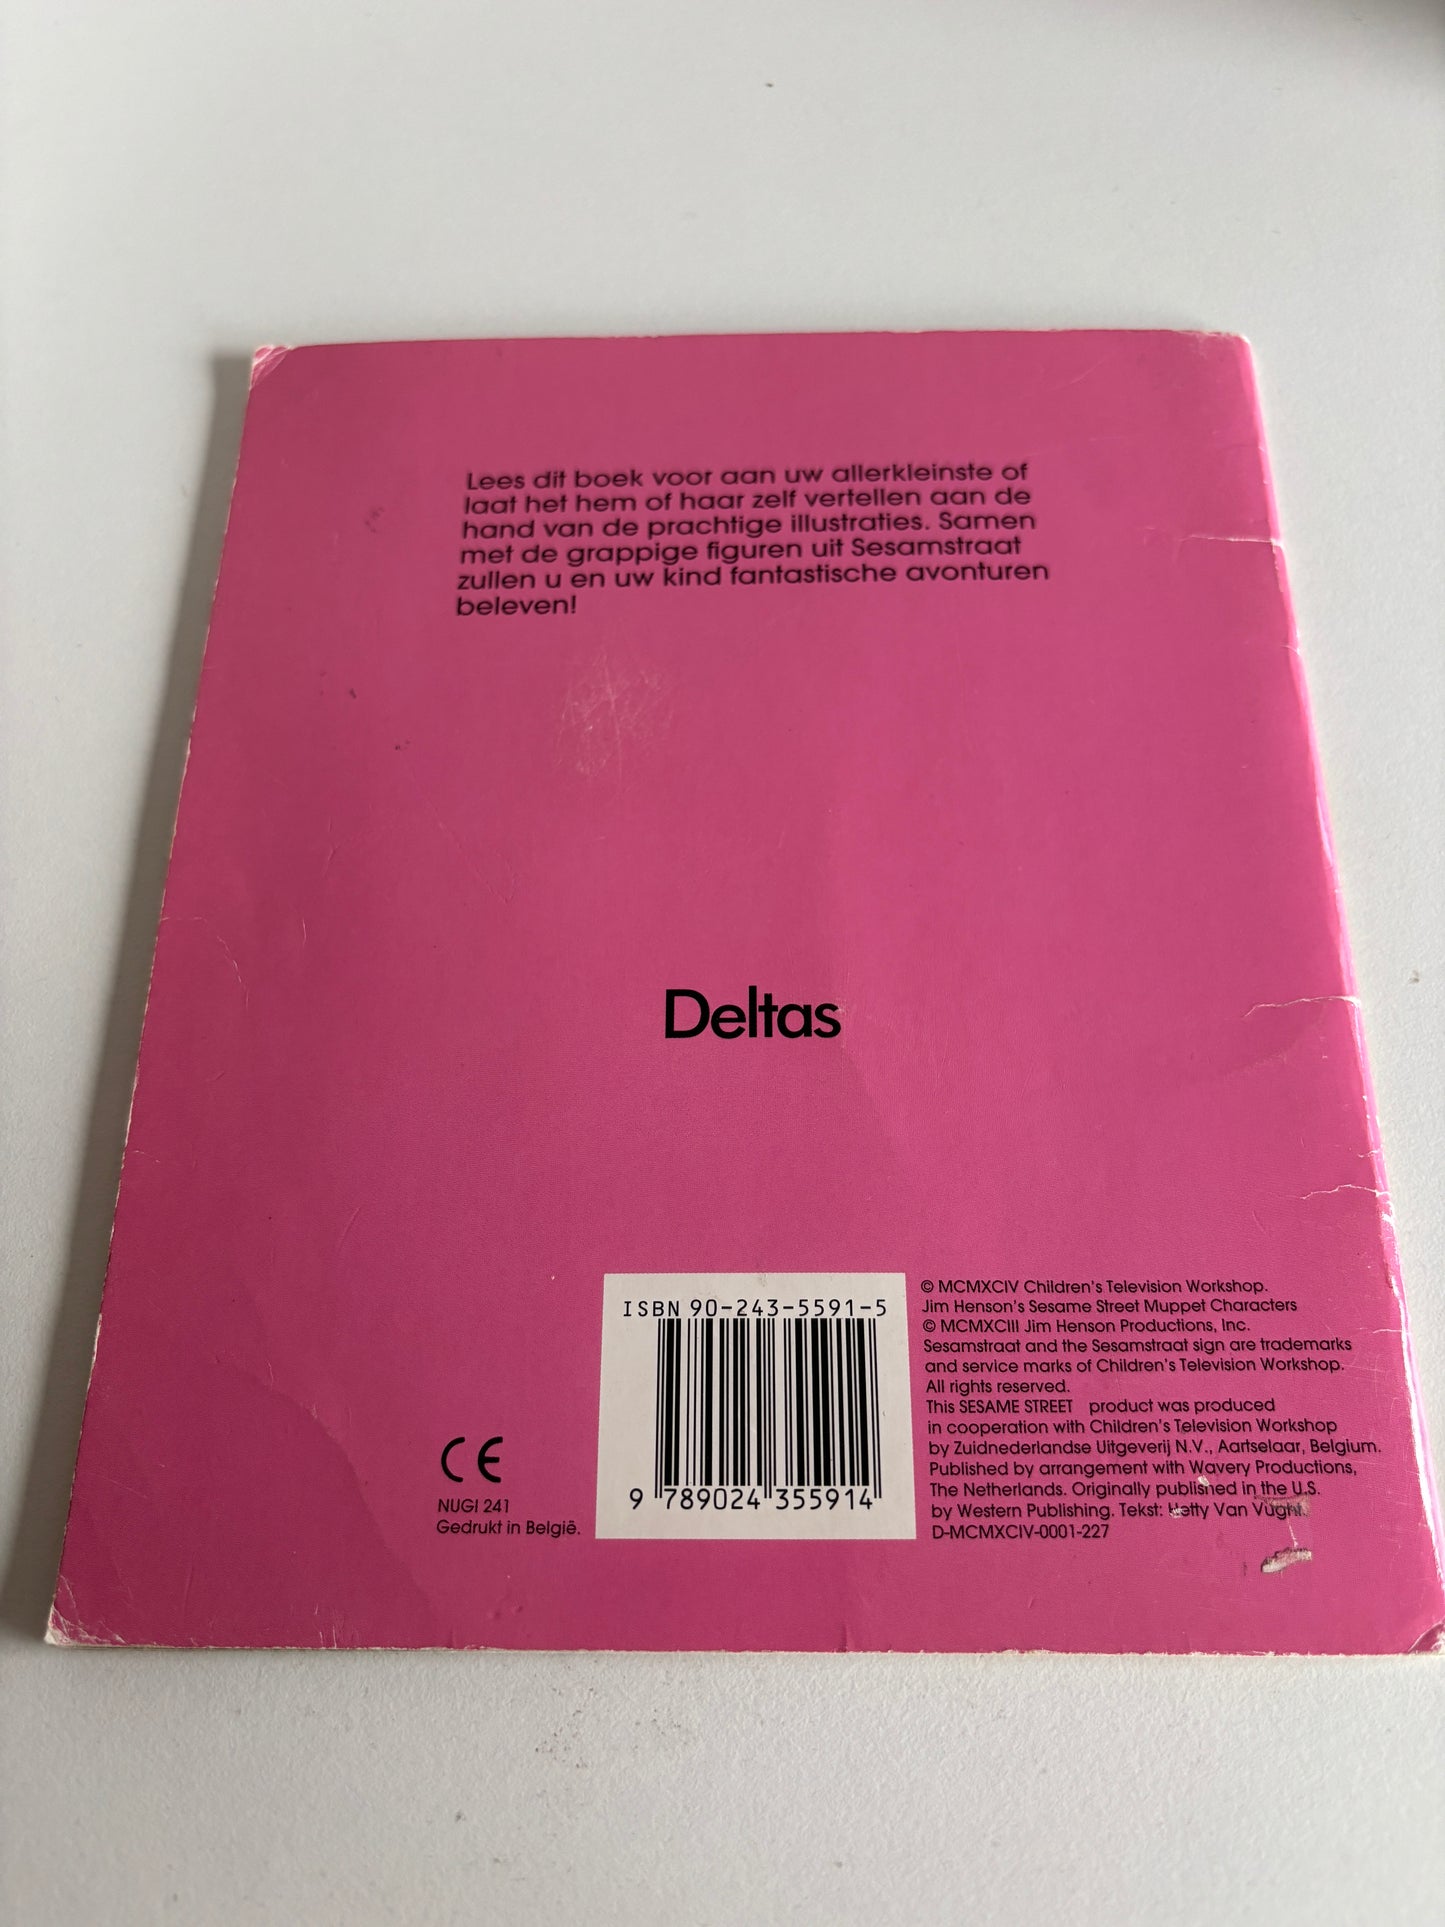 Lees dit boek voor aan uw allerkleinste of
laat het hem of haar zelf vertellen aan de
hand van de prachtige illustraties. Samen
met de grappige figuren uit Sesamstraat
zullen u en uw kind fantastische avonturen
beleven!
Deltas
ISBN 90-243-5591-5
9 789024 355914
CE
NUGI 241
Gedrukt in België.
© MCMXCIV Children's Television Workshop.
Jim Henson's Sesame Street Muppet Characters
© MCMXCIII Jim Henson Productions, Inc.
Sesamstraat and the Sesamstraat sign are trademarks
and service marks of Children's Television Workshop.
All rights reserved.
This SESAME STREET product was produced
in cooperation with Children's Television Workshop
by Zuidnederlandse Uitgeverij N.V., Aartselaar, Belgium.
Published by arrangement with Wavery Productions,
The Netherlands. Originally published in the U.S.
by Western Publishing. Tekst: Hetty Van Vught.
D-MCMXCIV-0001-227